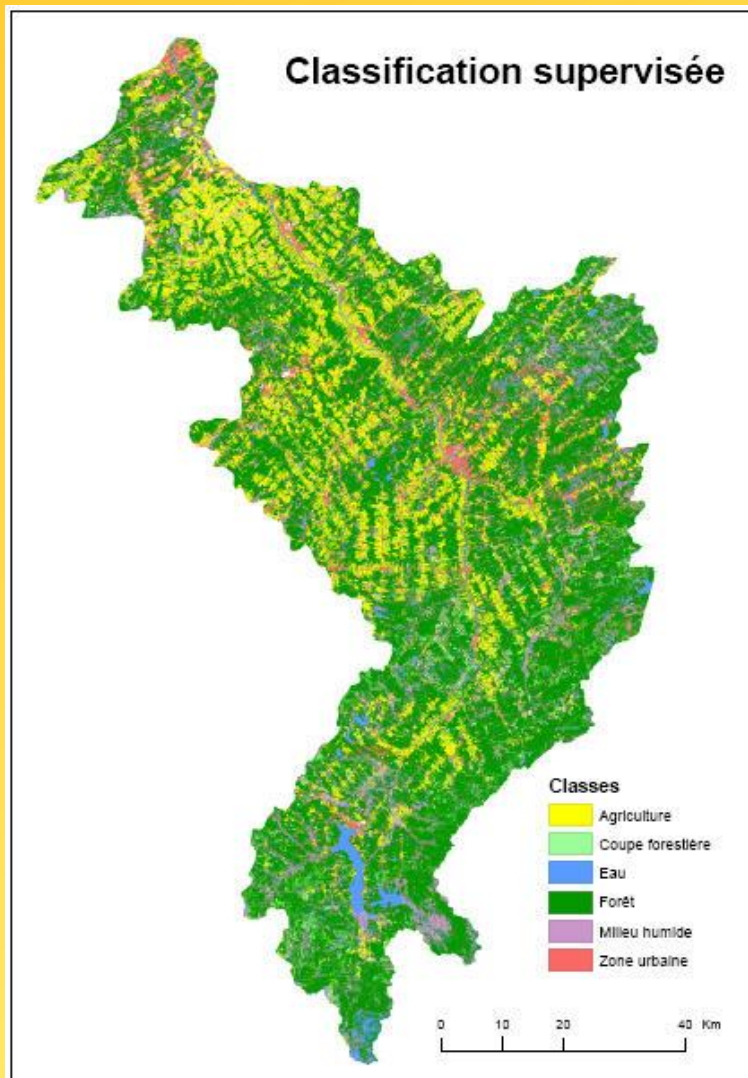 Classification supervisée
Classes
Agriculture
Coupe forestière
Eau
Forêt
Milieu humide
Zone urbaine
0 10 20 40 Km